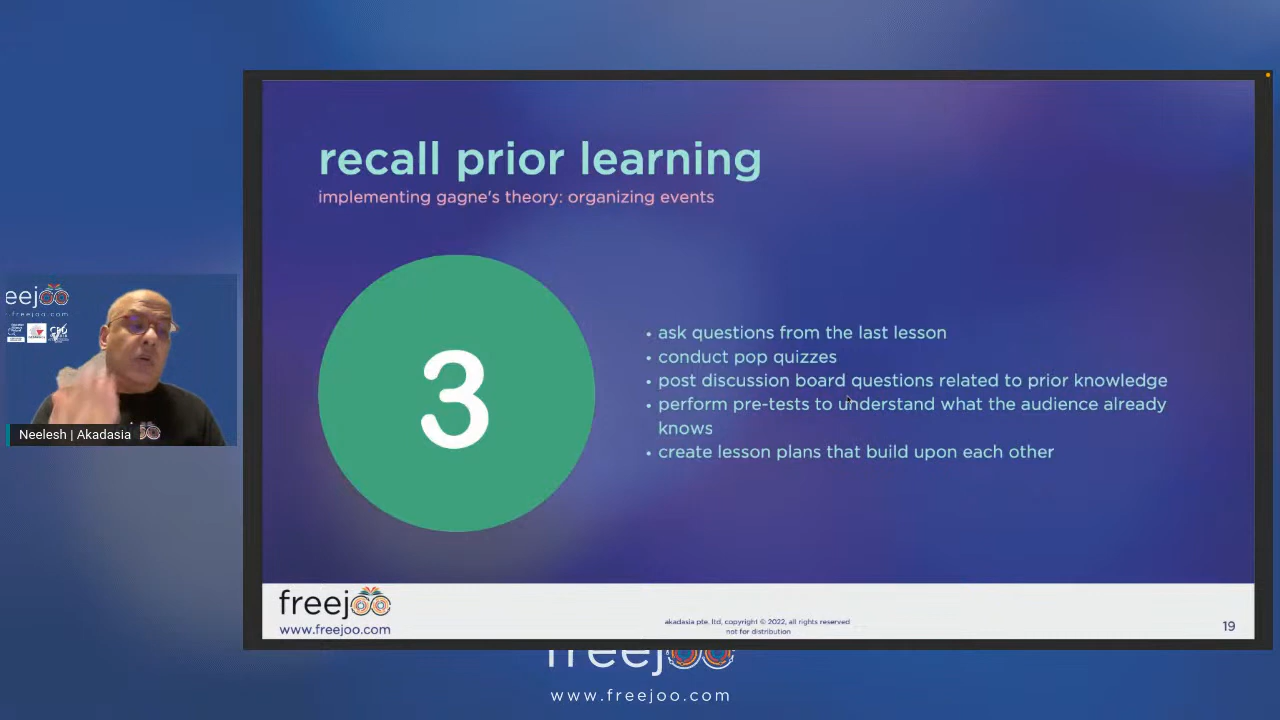 recall prior learning
implementing gagne's theory: organizing events
3
• ask questions from the last lesson
• conduct pop quizzes
• post discussion board questions related to prior knowledge
• perform pre-tests to understand what the audience already
knows
• create lesson plans that build upon each other
eejoo
freejoo.com
Neelesh | Akadasia
freejoo
www.freejoo.com
akadasia pte. ltd, copyright © 2022, all rights reserved
not for distribution
19
freejoo
www.freejoo.com